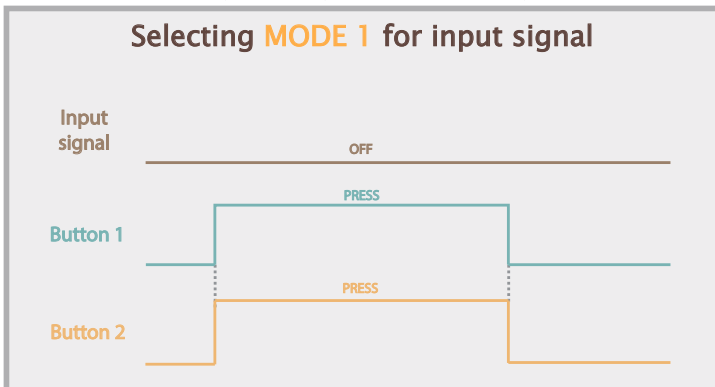 Selecting MODE 1 for input signal
Input
signal
OFF
PRESS
Button 1
PRESS
Button 2